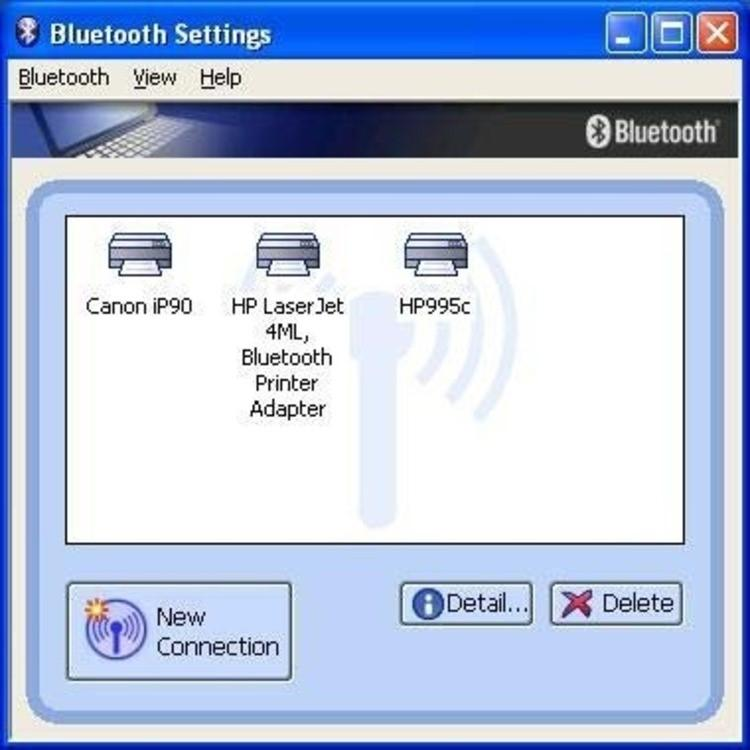 Bluetooth Settings
Bluetooth View Help
Bluetooth
Canon iP90
HP LaserJet
4ML,
Bluetooth
Printer
Adapter
HP995c
New
Connection
Detail...
Delete